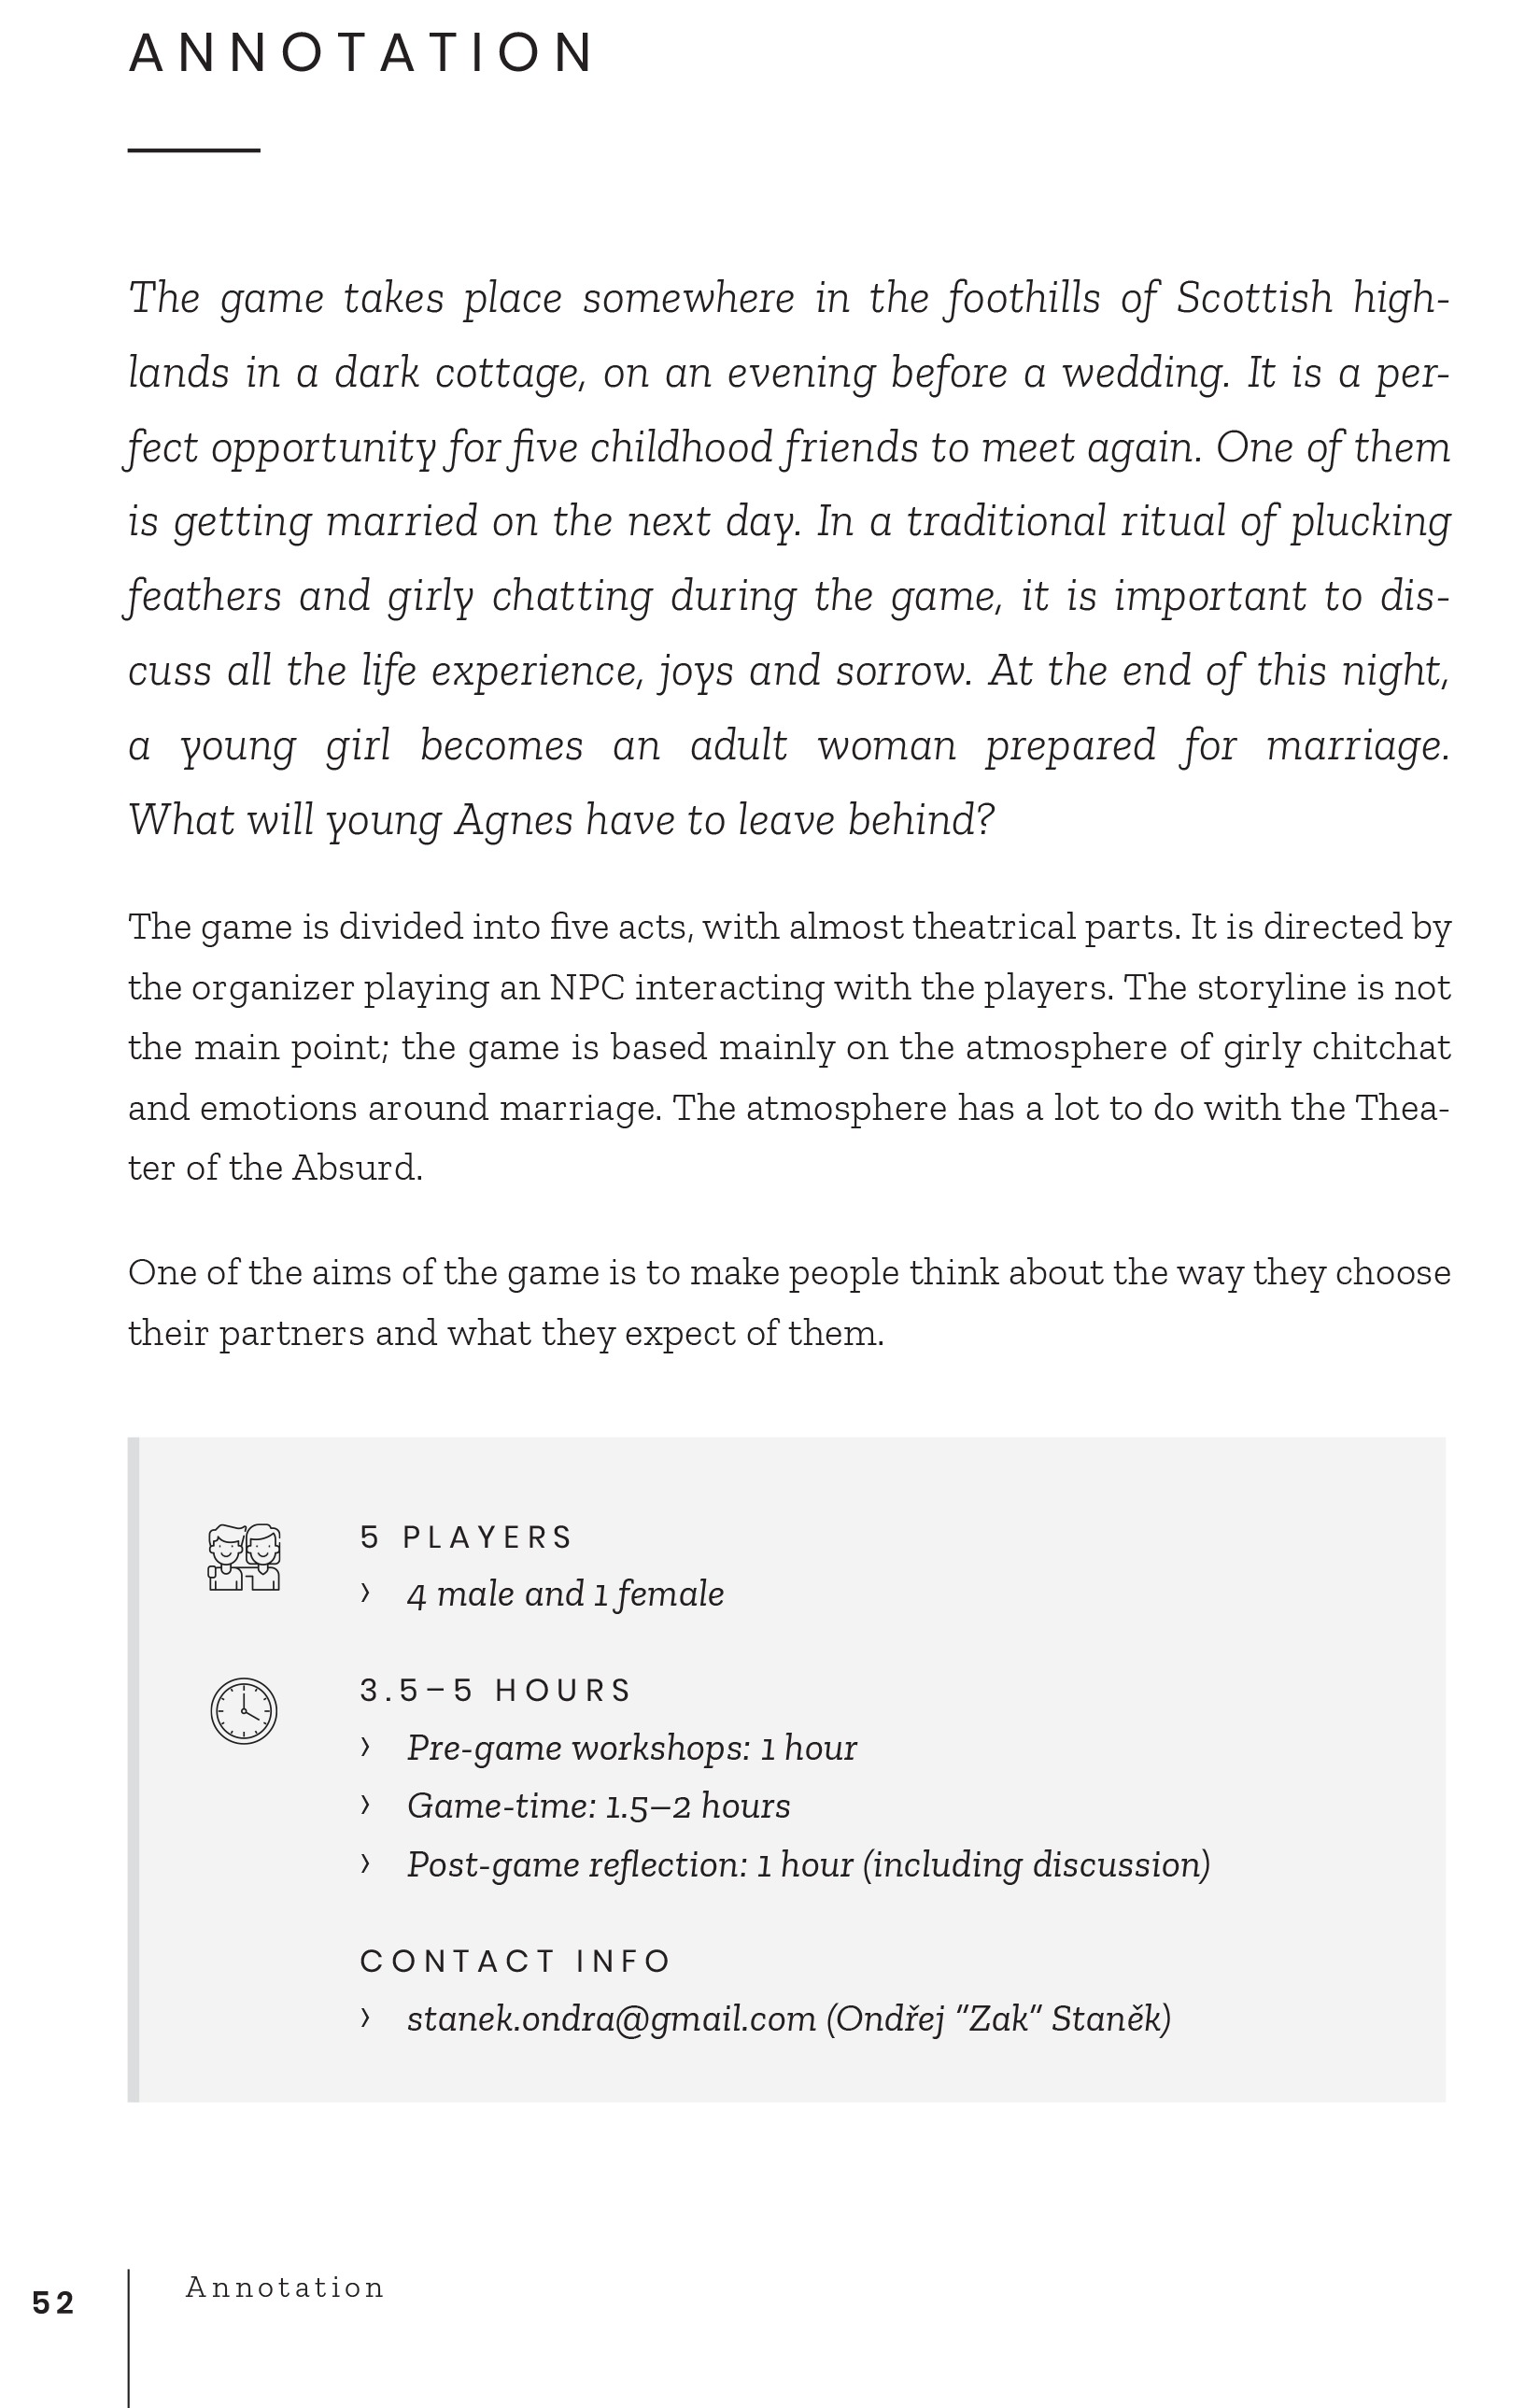 ANNOTATION
The game takes place somewhere in the foothills of Scottish high-
lands in a dark cottage, on an evening before a wedding. It is a per-
fect opportunity for five childhood friends to meet again. One of them
is getting married on the next day. In a traditional ritual of plucking
feathers and girly chatting during the game, it is important to dis-
cuss all the life experience, joys and sorrow. At the end of this night,
a young girl becomes an adult woman prepared for marriage.
What will young Agnes have to leave behind?
The game is divided into five acts, with almost theatrical parts. It is directed by
the organizer playing an NPC interacting with the players. The storyline is not
the main point; the game is based mainly on the atmosphere of girly chitchat
and emotions around marriage. The atmosphere has a lot to do with the Thea-
ter of the Absurd.
One of the aims of the game is to make people think about the way they choose
their partners and what they expect of them.
5 PLAYERS
› 4 male and 1 female
3.5–5 HOURS
› Pre-game workshops: 1 hour
› Game-time: 1.5–2 hours
› Post-game reflection: 1 hour (including discussion)
CONTACT INFO
› stanek.ondra@gmail.com (Ondřej “Zak” Staněk)
52 Annotation